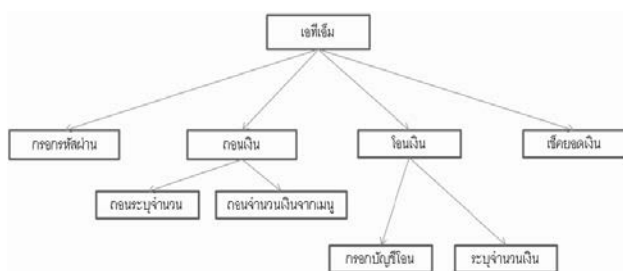 เอทีเอ็ม
กรอกรหัสผ่าน
ถอนเงิน
โอนเงิน
เช็คยอดเงิน
ถอนระบุจำนวน
ถอนจำนวนเงินจากเมนู
กรอกบัญชีโอน
ระบุจำนวนเงิน